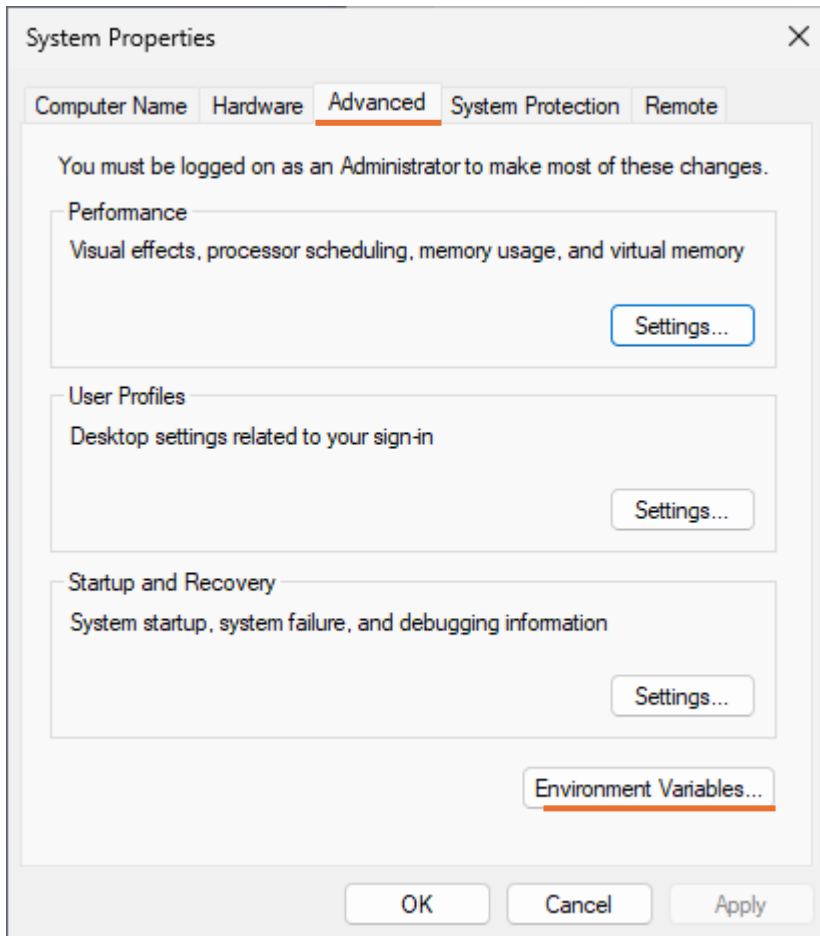 System Properties
Computer Name Hardware Advanced System Protection Remote
You must be logged on as an Administrator to make most of these changes.
Performance
Visual effects, processor scheduling, memory usage, and virtual memory
Settings...
User Profiles
Desktop settings related to your sign-in
Settings...
Startup and Recovery
System startup, system failure, and debugging information
Settings...
Environment Variables...
OK Cancel Apply